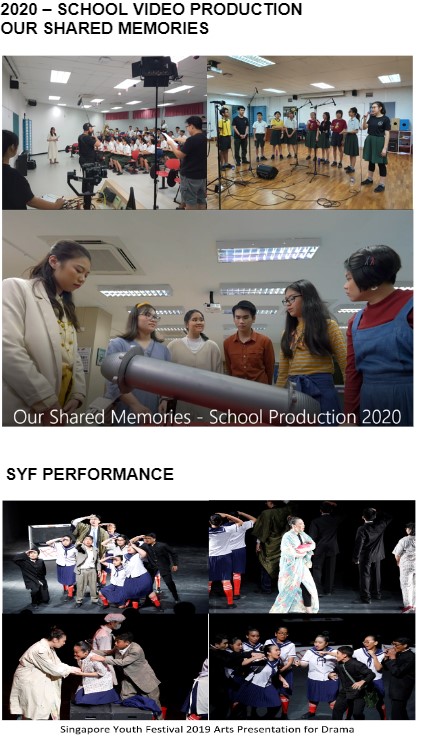 2020 – SCHOOL VIDEO PRODUCTION
OUR SHARED MEMORIES
Our Shared Memories - School Production 2020
SYF PERFORMANCE
Singapore Youth Festival 2019 Arts Presentation for Drama